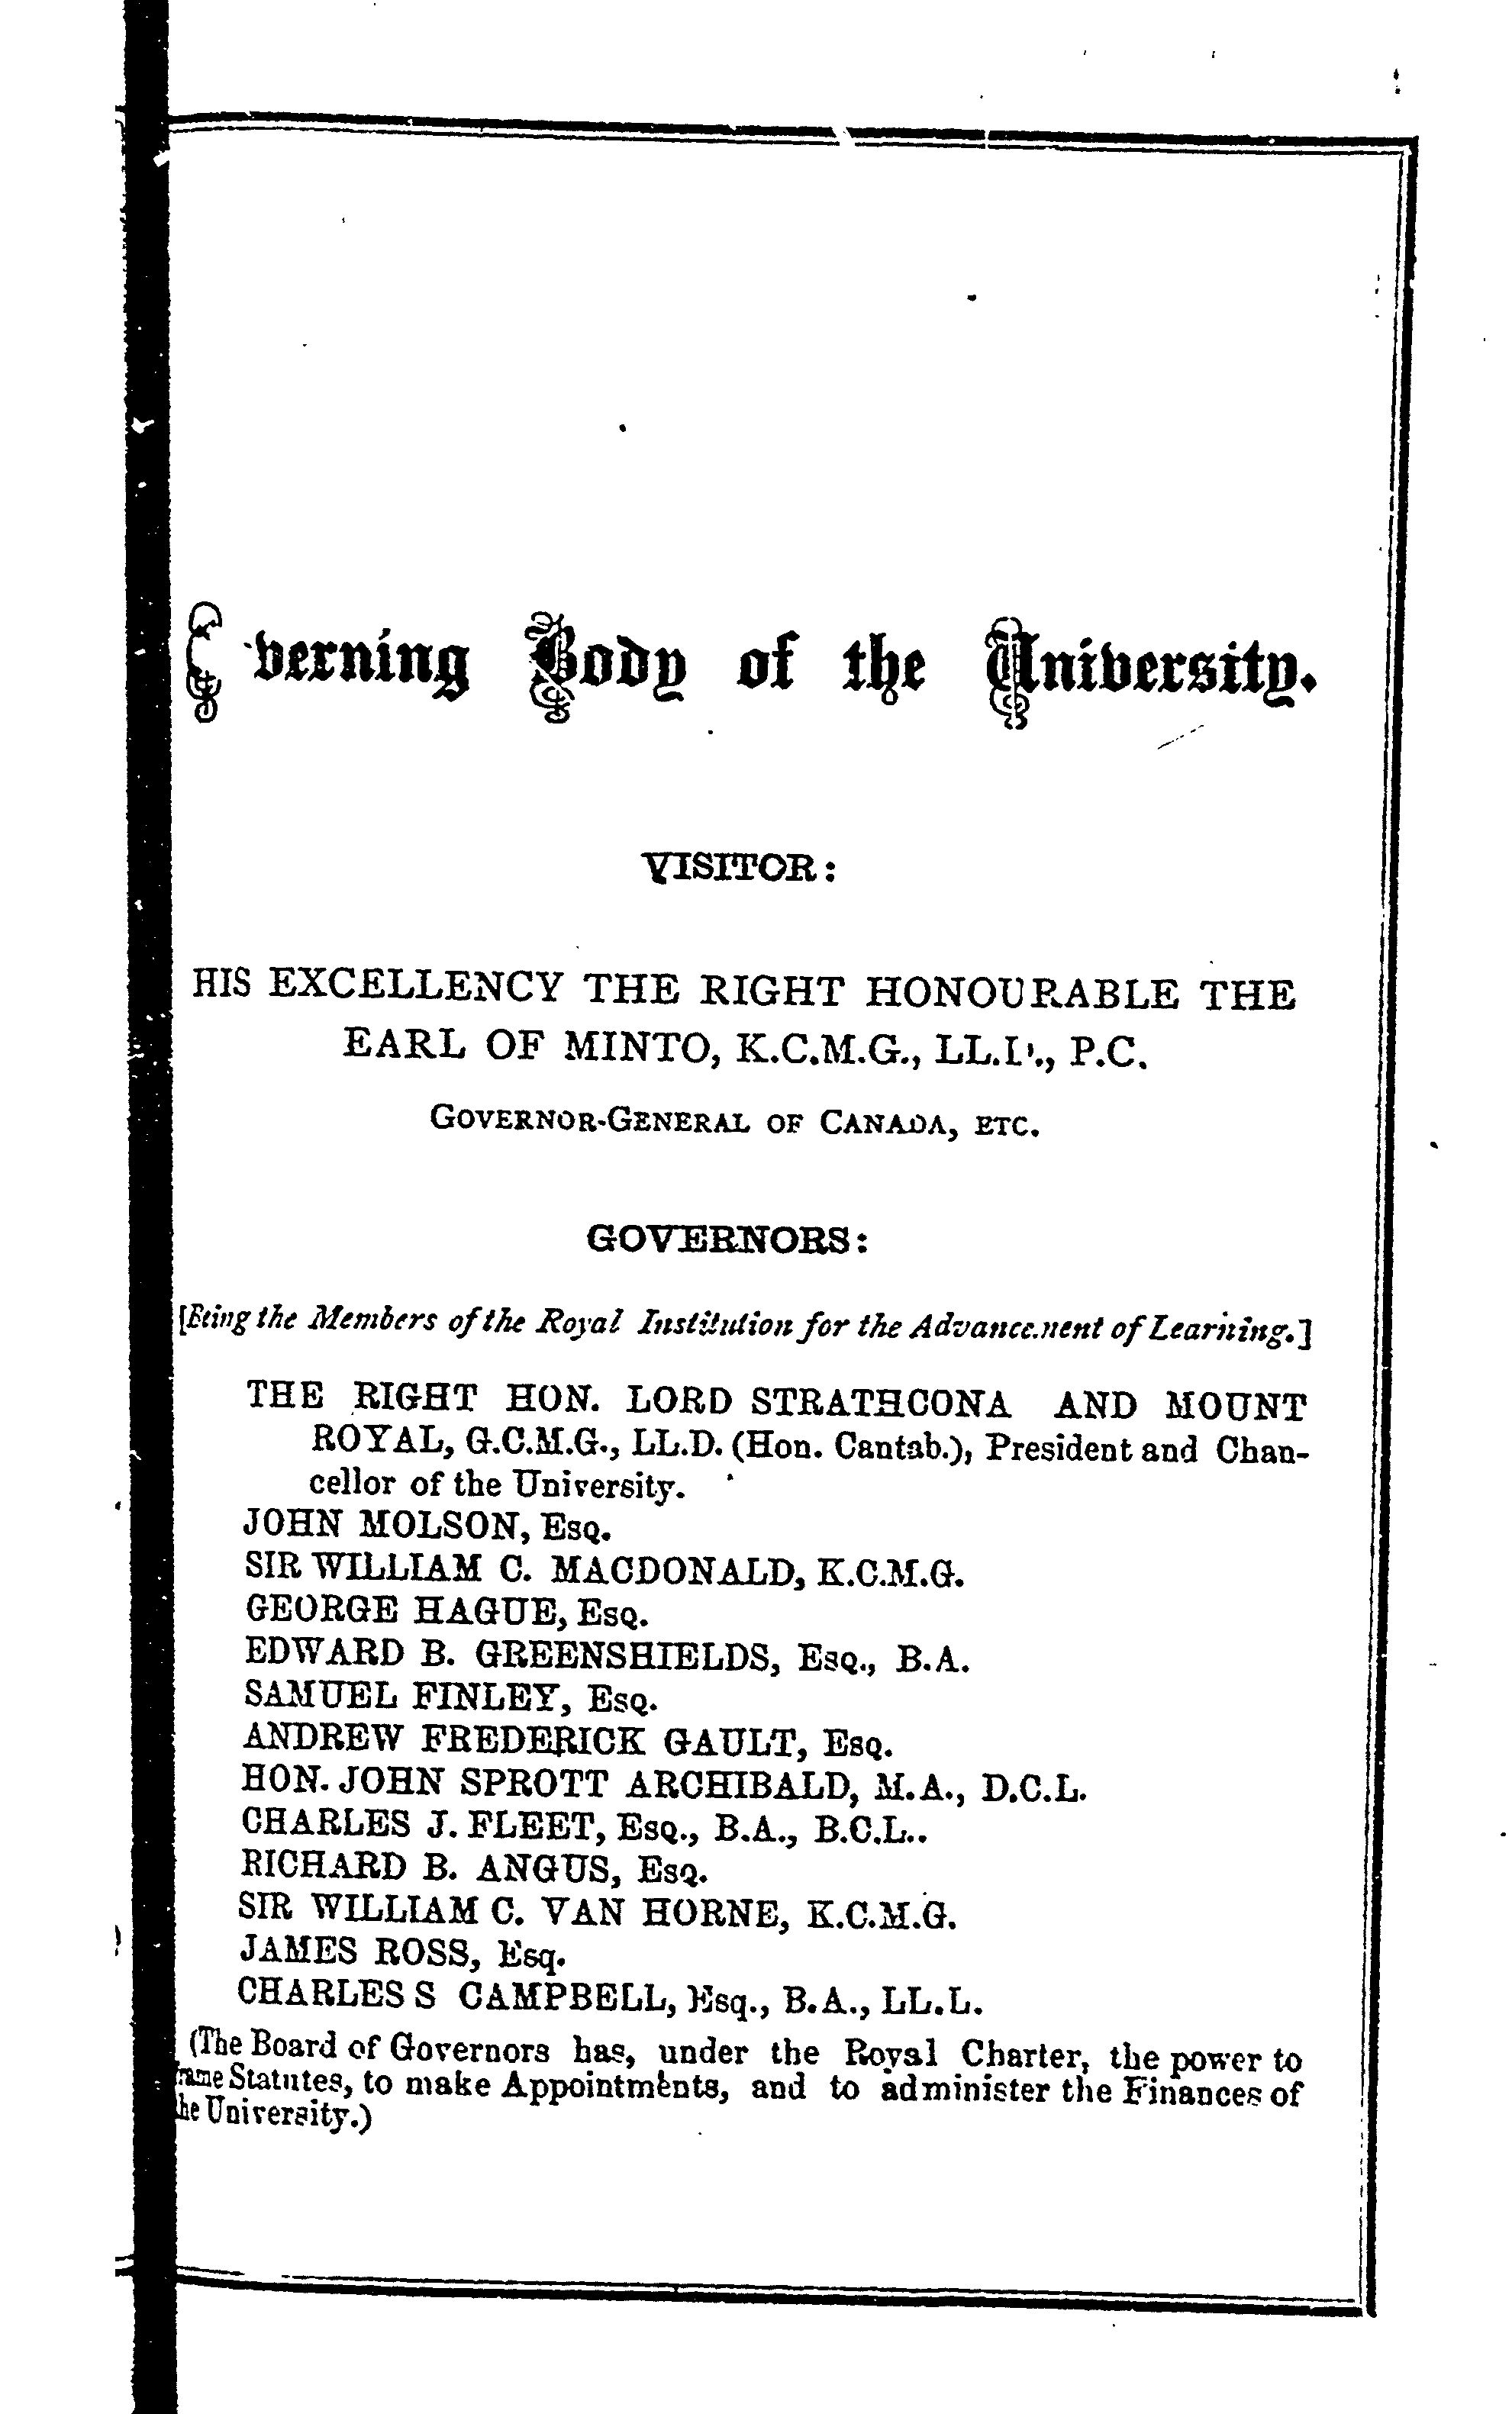 Governing Body of the University.
VISITOR:
HIS EXCELLENCY THE RIGHT HONOURABLE THE
EARL OF MINTO, K.C.M.G., LL.D., P.C.
GOVERNOR-GENERAL OF CANADA, ETC.
GOVERNORS:
[Being the Members of the Royal Institution for the Advancement of Learning.]
THE RIGHT HON. LORD STRATHCONA AND MOUNT
ROYAL, G.C.M.G., LL.D. (Hon. Cantab.), President and Chan-
cellor of the University.
JOHN MOLSON, Esq.
SIR WILLIAM C. MACDONALD, K.C.M.G.
GEORGE HAGUE, Esq.
EDWARD B. GREENSHIELDS, Esq., B.A.
SAMUEL FINLEY, Esq.
ANDREW FREDERICK GAULT, Esq.
HON. JOHN SPROTT ARCHIBALD, M.A., D.C.L.
CHARLES J. FLEET, Esq., B.A., B.C.L..
RICHARD B. ANGUS, Esq.
SIR WILLIAM C. VAN HORNE, K.C.M.G.
JAMES ROSS, Esq.
CHARLES S CAMPBELL, Esq., B.A., LL.L.
(The Board of Governors has, under the Royal Charter, the power to
frame Statutes, to make Appointments, and to administer the Finances of
the University.)